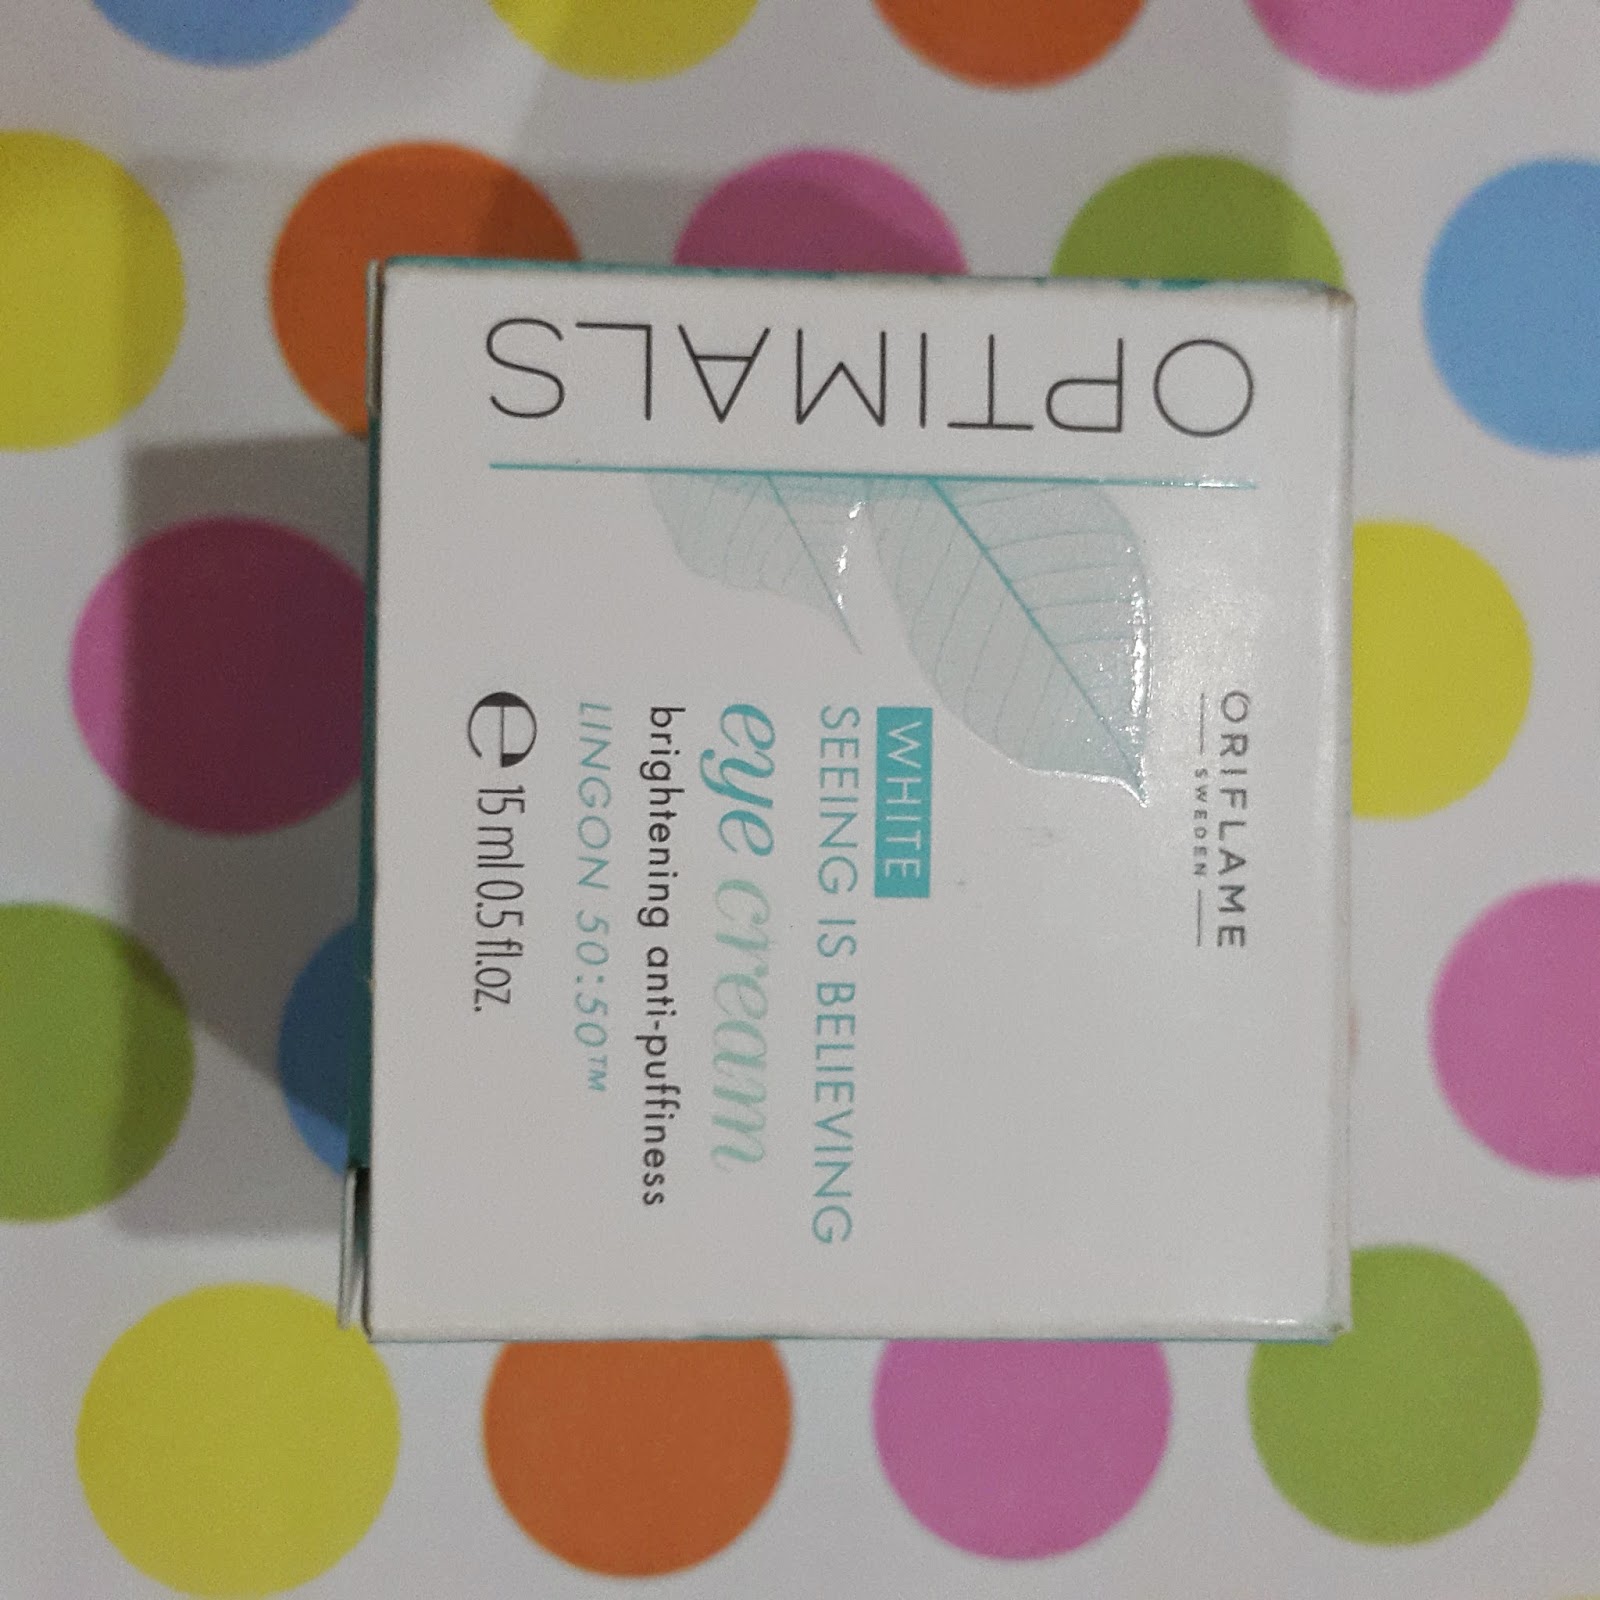 ORIFLAME
SWEDEN
WHITE
SEEING IS BELIEVING
eye cream
brightening anti-puffiness
LINGON 50:50™
℮ 15 ml 0.5 fl.oz.
OPTIMALS